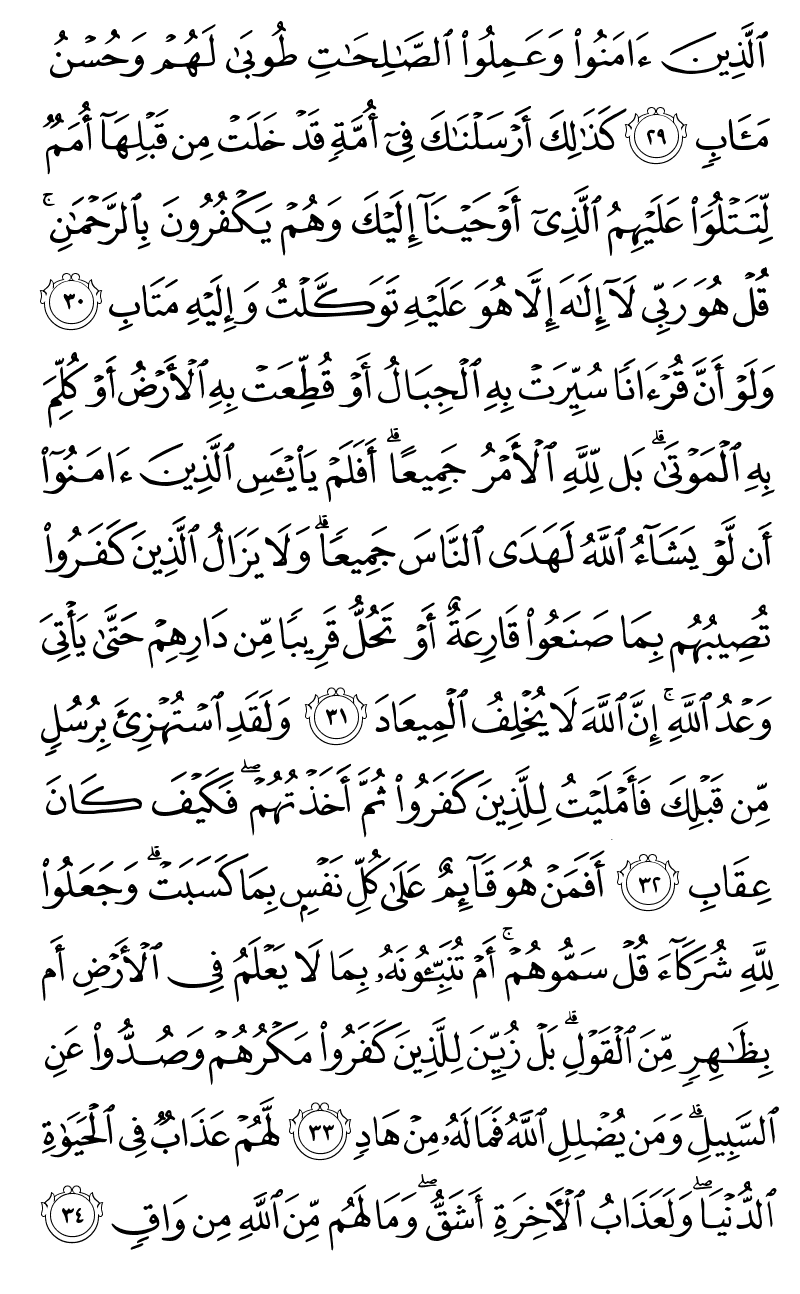 ٱلَّذِينَ ءَامَنُوا۟ وَعَمِلُوا۟ ٱلصَّـٰلِحَـٰتِ طُوبَىٰ لَهُمْ وَحُسْنُ
مَـَٔابٍ ٢٩ كَذَٰلِكَ أَرْسَلْنَـٰكَ فِىٓ أُمَّةٍ قَدْ خَلَتْ مِن قَبْلِهَآ أُمَمٌ
لِّتَتْلُوَا۟ عَلَيْهِمُ ٱلَّذِىٓ أَوْحَيْنَآ إِلَيْكَ وَهُمْ يَكْفُرُونَ بِٱلرَّحْمَـٰنِ ۚ
قُلْ هُوَ رَبِّى لَآ إِلَـٰهَ إِلَّا هُوَ عَلَيْهِ تَوَكَّلْتُ وَإِلَيْهِ مَتَابِ ٣٠
وَلَوْ أَنَّ قُرْءَانًا سُيِّرَتْ بِهِ ٱلْجِبَالُ أَوْ قُطِّعَتْ بِهِ ٱلْأَرْضُ أَوْ كُلِّمَ
بِهِ ٱلْمَوْتَىٰ ۗ بَل لِّلَّهِ ٱلْأَمْرُ جَمِيعًا ۗ أَفَلَمْ يَا۟يْـَٔسِ ٱلَّذِينَ ءَامَنُوٓا۟
أَن لَّوْ يَشَآءُ ٱللَّهُ لَهَدَى ٱلنَّاسَ جَمِيعًا ۗ وَلَا يَزَالُ ٱلَّذِينَ كَفَرُوا۟
تُصِيبُهُم بِمَا صَنَعُوا۟ قَارِعَةٌ أَوْ تَحُلُّ قَرِيبًا مِّن دَارِهِمْ حَتَّىٰ يَأْتِىَ
وَعْدُ ٱللَّهِ ۚ إِنَّ ٱللَّهَ لَا يُخْلِفُ ٱلْمِيعَادَ ٣١ وَلَقَدِ ٱسْتُهْزِئَ بِرُسُلٍ
مِّن قَبْلِكَ فَأَمْلَيْتُ لِلَّذِينَ كَفَرُوا۟ ثُمَّ أَخَذْتُهُمْ ۖ فَكَيْفَ كَانَ
عِقَابِ ٣٢ أَفَمَنْ هُوَ قَآئِمٌ عَلَىٰ كُلِّ نَفْسٍۭ بِمَا كَسَبَتْ ۗ وَجَعَلُوا۟
لِلَّهِ شُرَكَآءَ قُلْ سَمُّوهُمْ ۚ أَمْ تُنَبِّـُٔونَهُۥ بِمَا لَا يَعْلَمُ فِى ٱلْأَرْضِ أَم
بِظَـٰهِرٍ مِّنَ ٱلْقَوْلِ ۗ بَلْ زُيِّنَ لِلَّذِينَ كَفَرُوا۟ مَكْرُهُمْ وَصُدُّوا۟ عَنِ
ٱلسَّبِيلِ ۗ وَمَن يُضْلِلِ ٱللَّهُ فَمَا لَهُۥ مِنْ هَادٍ ٣٣ لَّهُمْ عَذَابٌ فِى ٱلْحَيَوٰةِ
ٱلدُّنْيَا ۖ وَلَعَذَابُ ٱلْـَٔاخِرَةِ أَشَقُّ ۖ وَمَا لَهُم مِّنَ ٱللَّهِ مِن وَاقٍ ٣٤